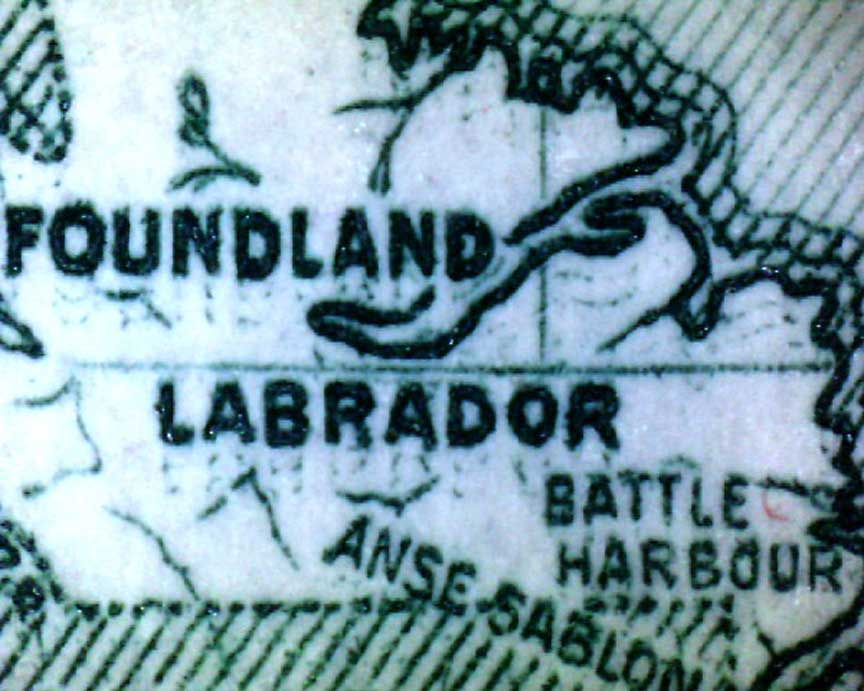 FOUNDLAND
LABRADOR
BATTLE
HARBOUR
ANSE SABLON